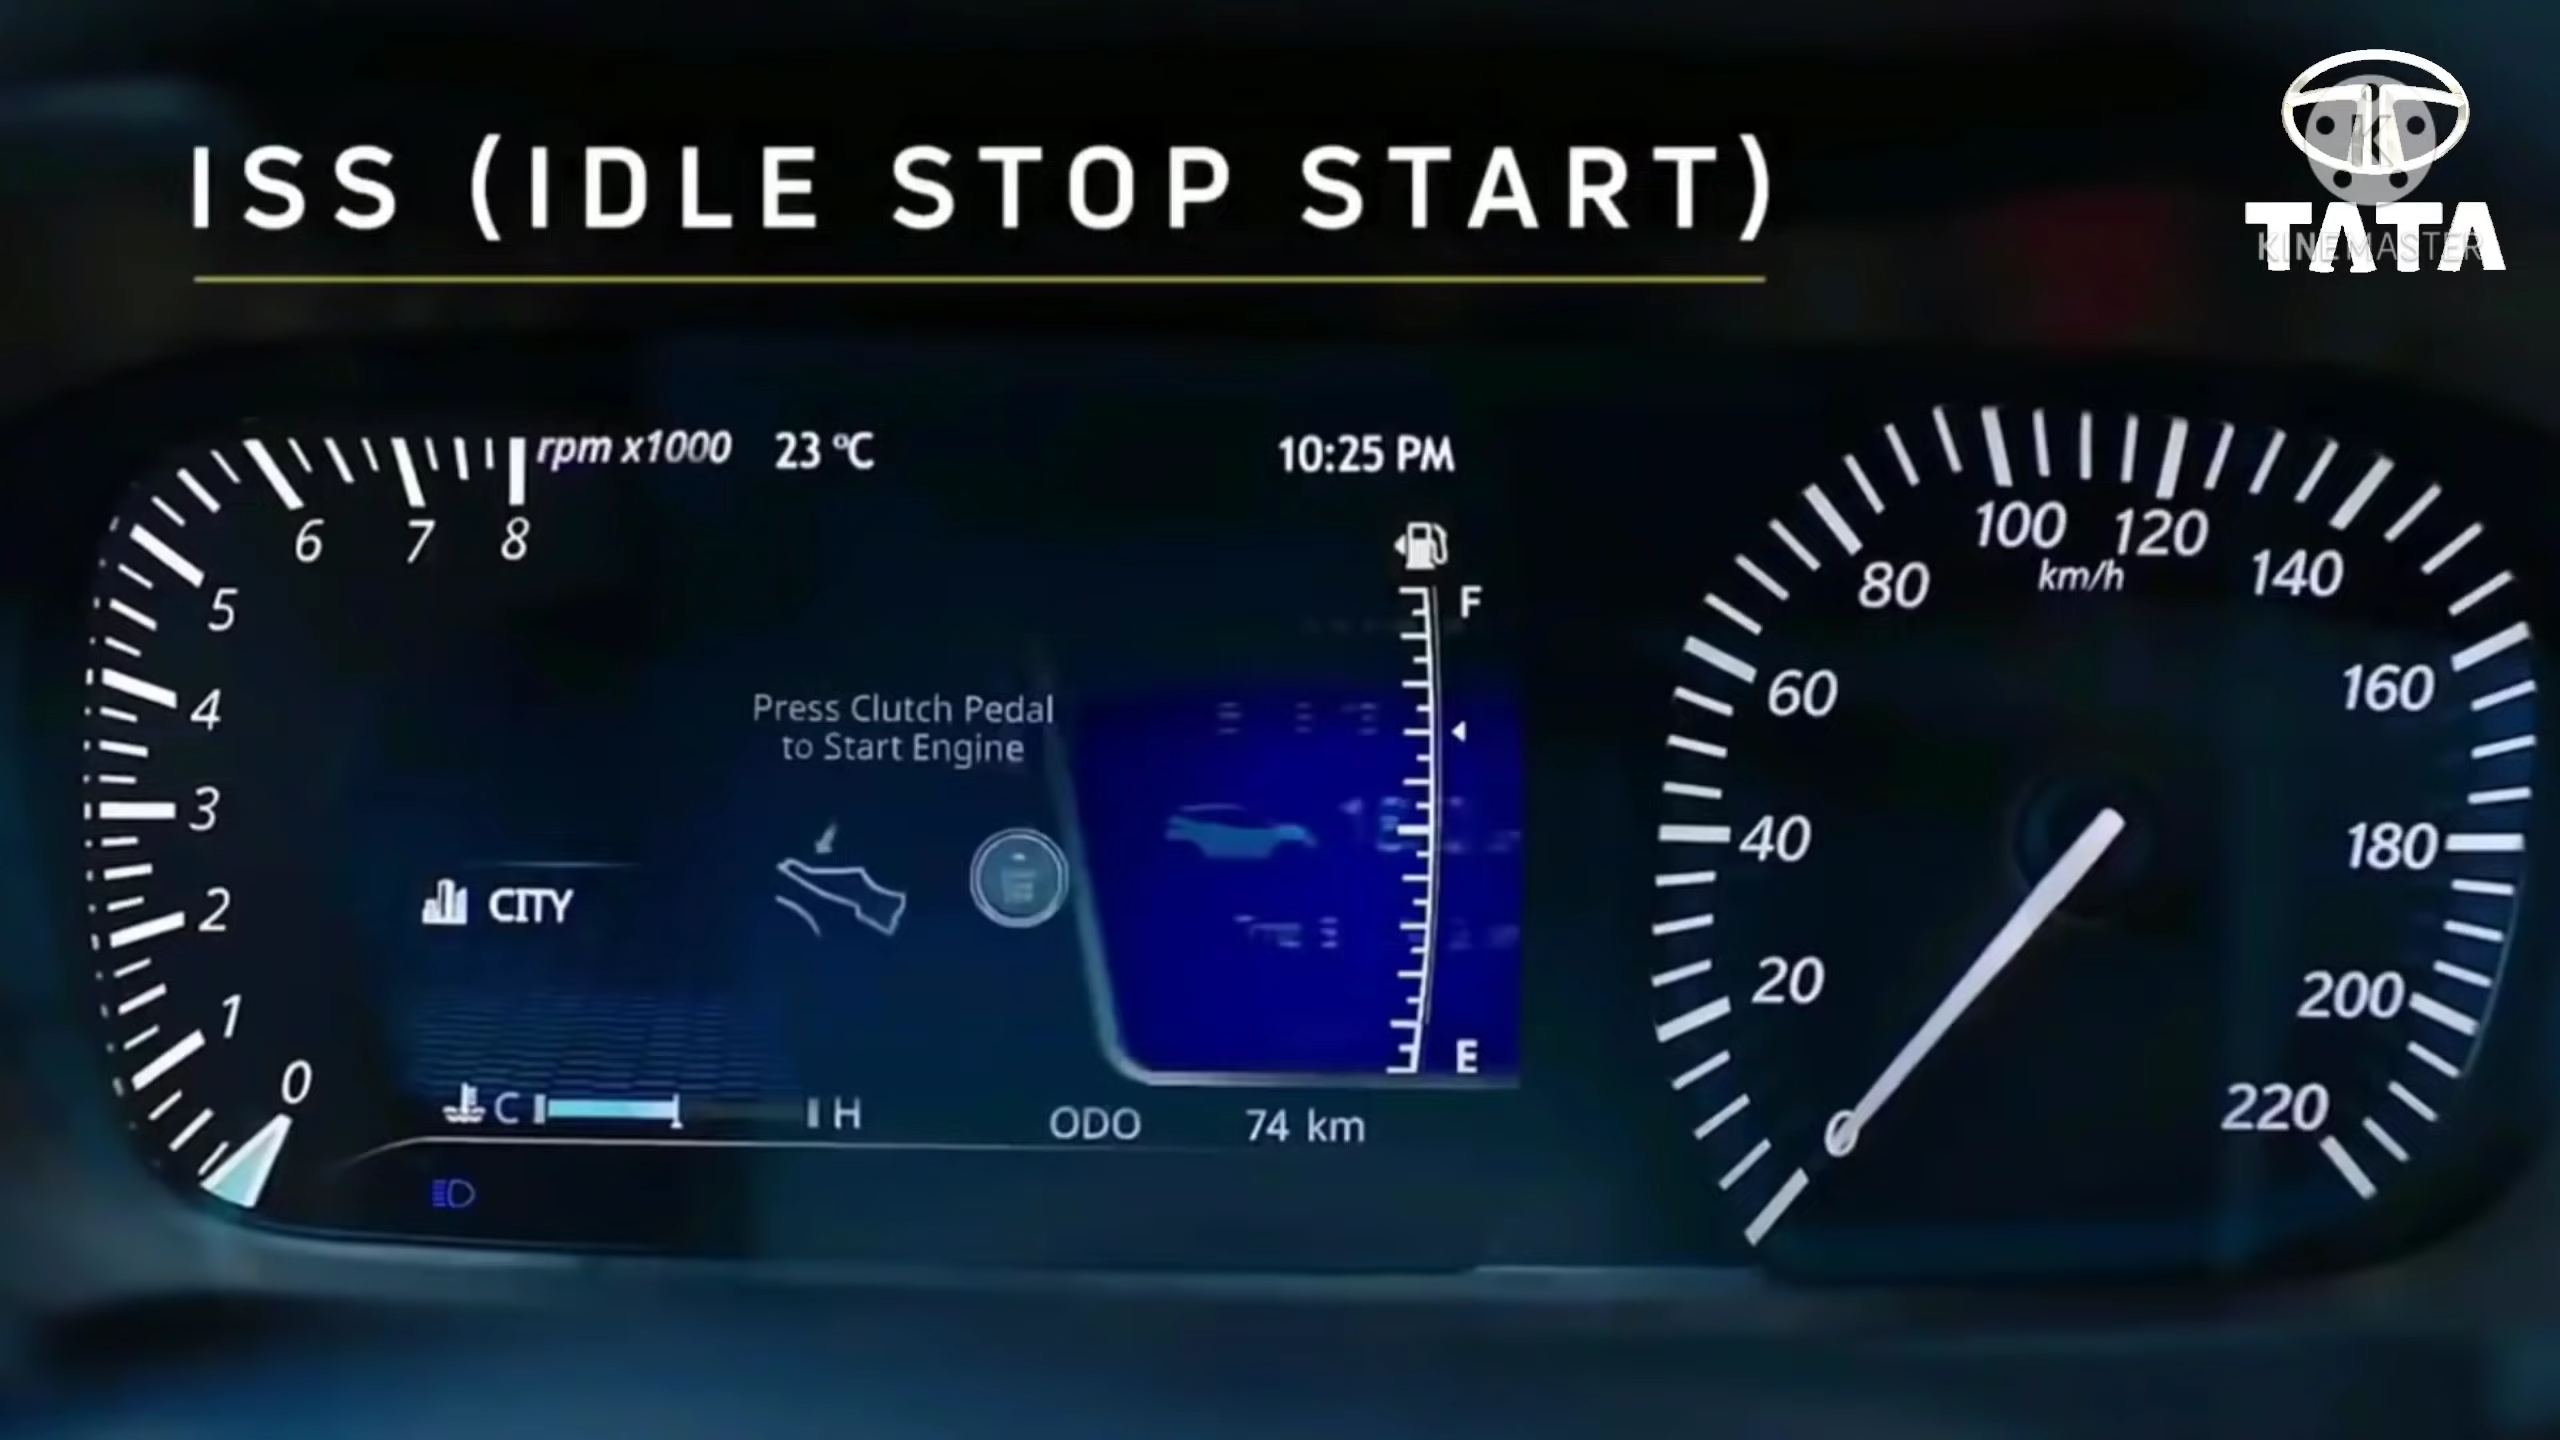 ISS (IDLE STOP START)
TATA
KINEMASTER
K
rpm x1000
23 ºC
10:25 PM
6
7
8
5
4
3
2
1
0
Press Clutch Pedal
to Start Engine
CITY
C
H
ODO
74 km
F
E
0
20
40
60
80
100
120
km/h
140
160
180
200
220